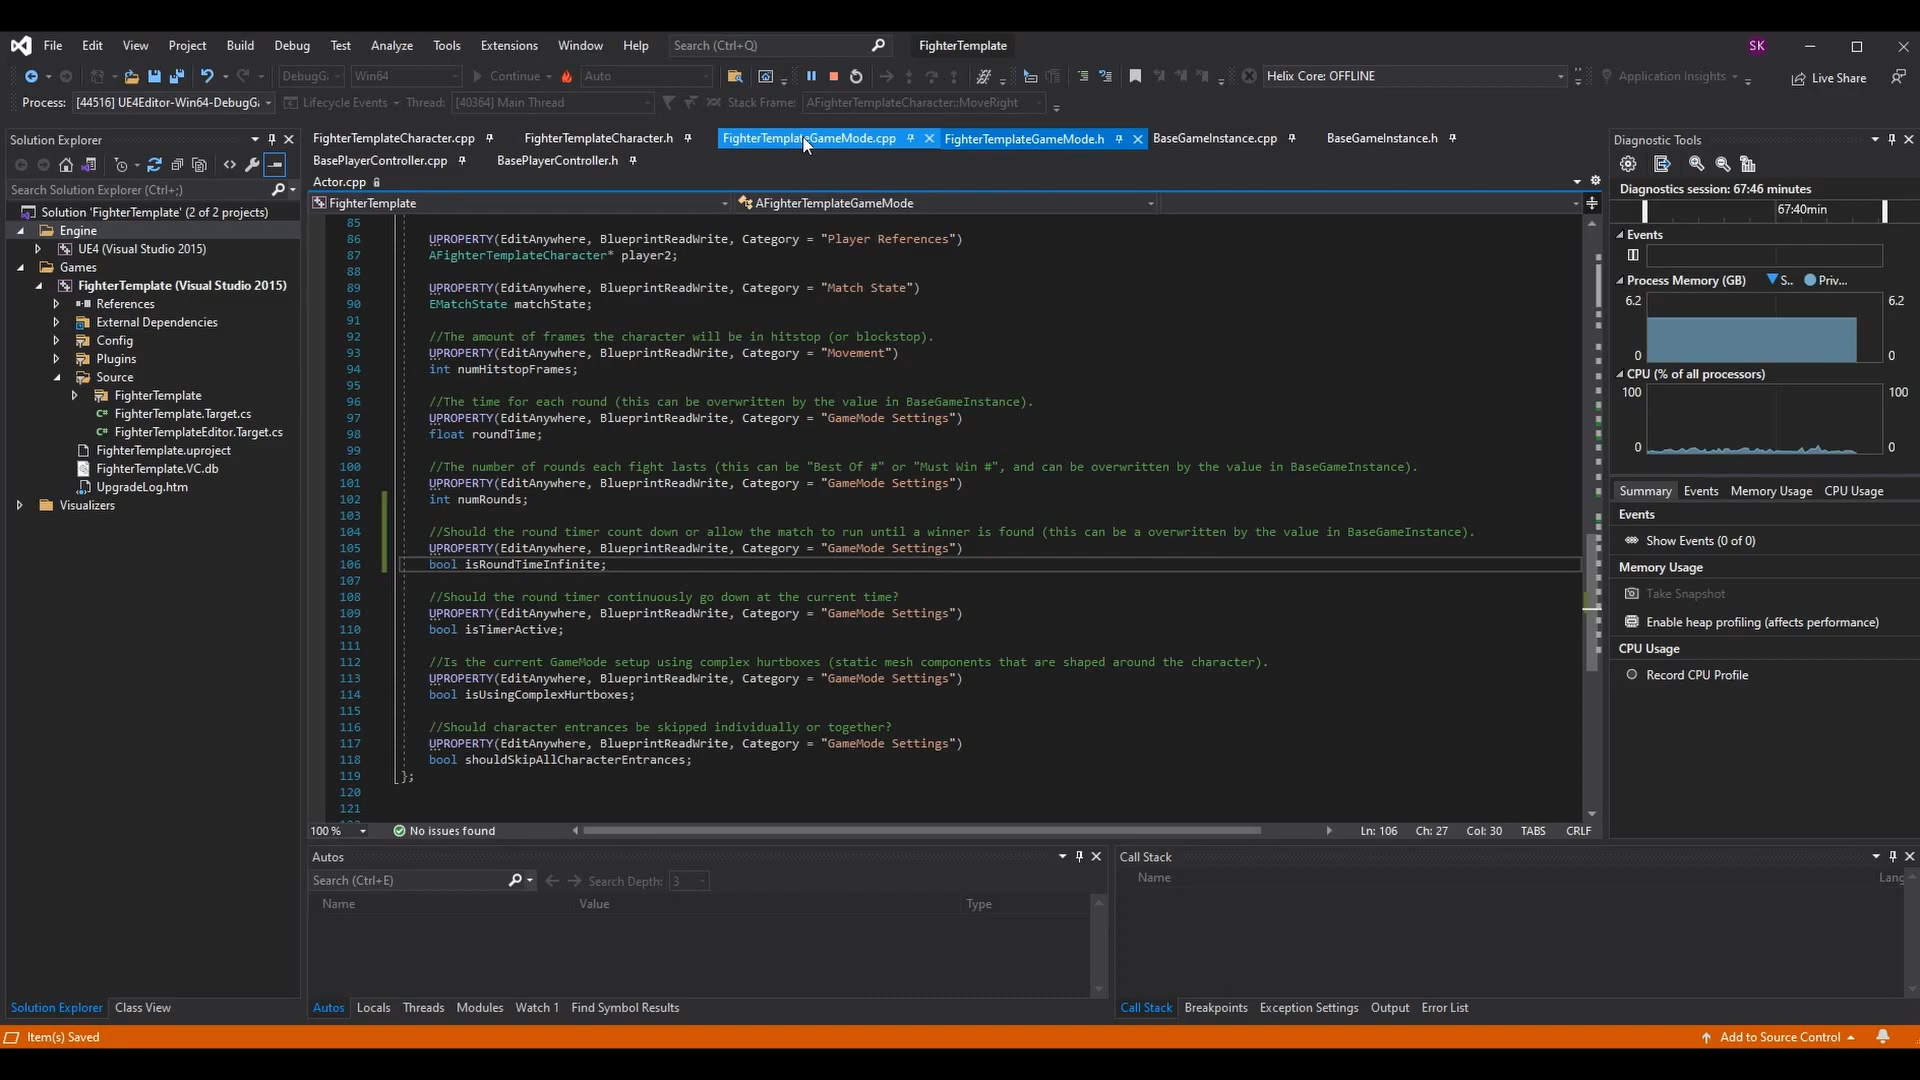 File Edit View Project Build Debug Test Analyze Tools Extensions Window Help Search (Ctrl+Q) FighterTemplate SK
DebugG Win64 Continue Auto Helix Core: OFFLINE Application Insights Live Share
Process: [44516] UE4Editor-Win64-DebugGa Lifecycle Events Thread: [40364] Main Thread Stack Frame: AFighterTemplateCharacter::MoveRight
Solution Explorer
Search Solution Explorer (Ctrl+;)
Solution 'FighterTemplate' (2 of 2 projects)
Engine
UE4 (Visual Studio 2015)
Games
FighterTemplate (Visual Studio 2015)
References
External Dependencies
Config
Plugins
Source
FighterTemplate
C# FighterTemplate.Target.cs
C# FighterTemplateEditor.Target.cs
FighterTemplate.uproject
FighterTemplate.VC.db
UpgradeLog.htm
Visualizers
Solution Explorer Class View
FighterTemplateCharacter.cpp FighterTemplateCharacter.h FighterTemplateGameMode.cpp FighterTemplateGameMode.h BaseGameInstance.cpp BaseGameInstance.h
BasePlayerController.cpp BasePlayerController.h
Actor.cpp
FighterTemplate AFighterTemplateGameMode
85
86 UPROPERTY(EditAnywhere, BlueprintReadWrite, Category = "Player References")
87 AFighterTemplateCharacter* player2;
88
89 UPROPERTY(EditAnywhere, BlueprintReadWrite, Category = "Match State")
90 EMatchState matchState;
91
92 //The amount of frames the character will be in hitstop (or blockstop).
93 UPROPERTY(EditAnywhere, BlueprintReadWrite, Category = "Movement")
94 int numHitstopFrames;
95
96 //The time for each round (this can be overwritten by the value in BaseGameInstance).
97 UPROPERTY(EditAnywhere, BlueprintReadWrite, Category = "GameMode Settings")
98 float roundTime;
99
100 //The number of rounds each fight lasts (this can be "Best Of #" or "Must Win #", and can be overwritten by the value in BaseGameInstance).
101 UPROPERTY(EditAnywhere, BlueprintReadWrite, Category = "GameMode Settings")
102 int numRounds;
103
104 //Should the round timer count down or allow the match to run until a winner is found (this can be a overwritten by the value in BaseGameInstance).
105 UPROPERTY(EditAnywhere, BlueprintReadWrite, Category = "GameMode Settings")
106 bool isRoundTimeInfinite;
107
108 //Should the round timer continuously go down at the current time?
109 UPROPERTY(EditAnywhere, BlueprintReadWrite, Category = "GameMode Settings")
110 bool isTimerActive;
111
112 //Is the current GameMode setup using complex hurtboxes (static mesh components that are shaped around the character).
113 UPROPERTY(EditAnywhere, BlueprintReadWrite, Category = "GameMode Settings")
114 bool isUsingComplexHurtboxes;
115
116 //Should character entrances be skipped individually or together?
117 UPROPERTY(EditAnywhere, BlueprintReadWrite, Category = "GameMode Settings")
118 bool shouldSkipAllCharacterEntrances;
119 };
120
121
100 % No issues found Ln: 106 Ch: 27 Col: 30 TABS CRLF
Autos
Search (Ctrl+E) Search Depth: 3
Name Value Type
Autos Locals Threads Modules Watch 1 Find Symbol Results
Call Stack
Name Lang
Call Stack Breakpoints Exception Settings Output Error List
Diagnostic Tools
Diagnostics session: 67:46 minutes
67:40min
Events
Process Memory (GB) S.. Priv...
6.2 6.2
0 0
CPU (% of all processors)
100 100
0 0
Summary Events Memory Usage CPU Usage
Events
Show Events (0 of 0)
Memory Usage
Take Snapshot
Enable heap profiling (affects performance)
CPU Usage
Record CPU Profile
Item(s) Saved Add to Source Control